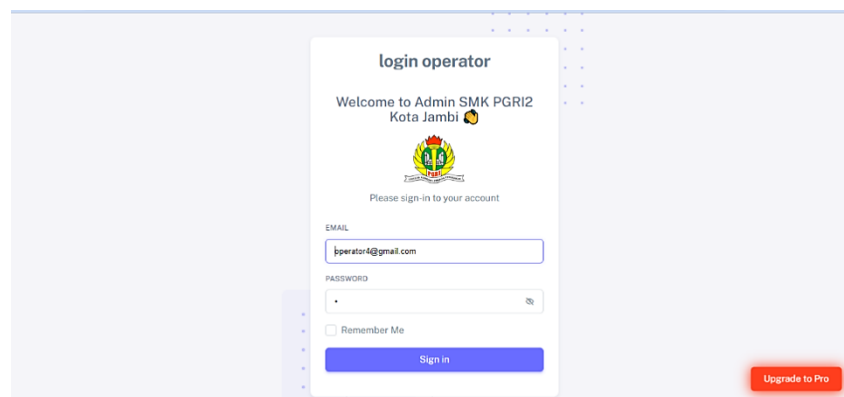 login operator
Welcome to Admin SMK PGRI2
Kota Jambi
PGRI
Please sign-in to your account
EMAIL
operator4@gmail.com
PASSWORD
Remember Me
Sign in
Upgrade to Pro